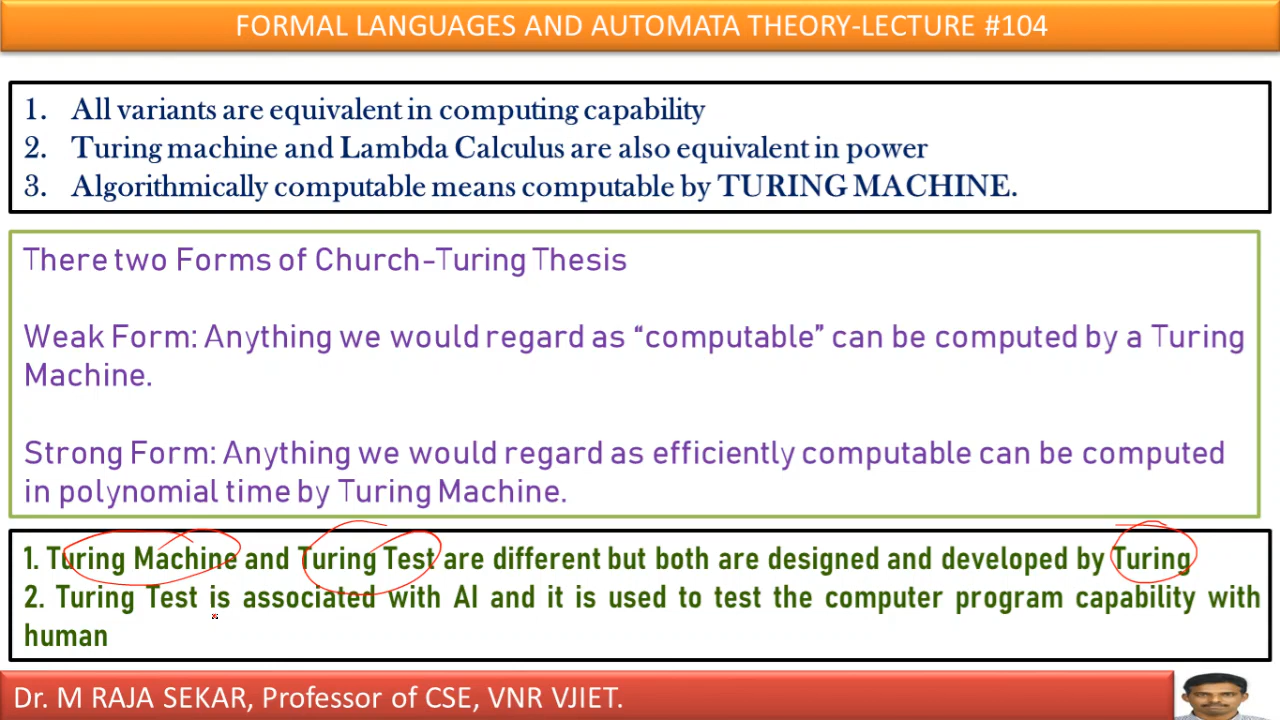 FORMAL LANGUAGES AND AUTOMATA THEORY-LECTURE #104
1. All variants are equivalent in computing capability
2. Turing machine and Lambda Calculus are also equivalent in power
3. Algorithmically computable means computable by TURING MACHINE.
There two Forms of Church-Turing Thesis
Weak Form: Anything we would regard as “computable” can be computed by a Turing
Machine.
Strong Form: Anything we would regard as efficiently computable can be computed
in polynomial time by Turing Machine.
1. Turing Machine and Turing Test are different but both are designed and developed by Turing
2. Turing Test is associated with AI and it is used to test the computer program capability with
human
Dr. M RAJA SEKAR, Professor of CSE, VNR VJIET.